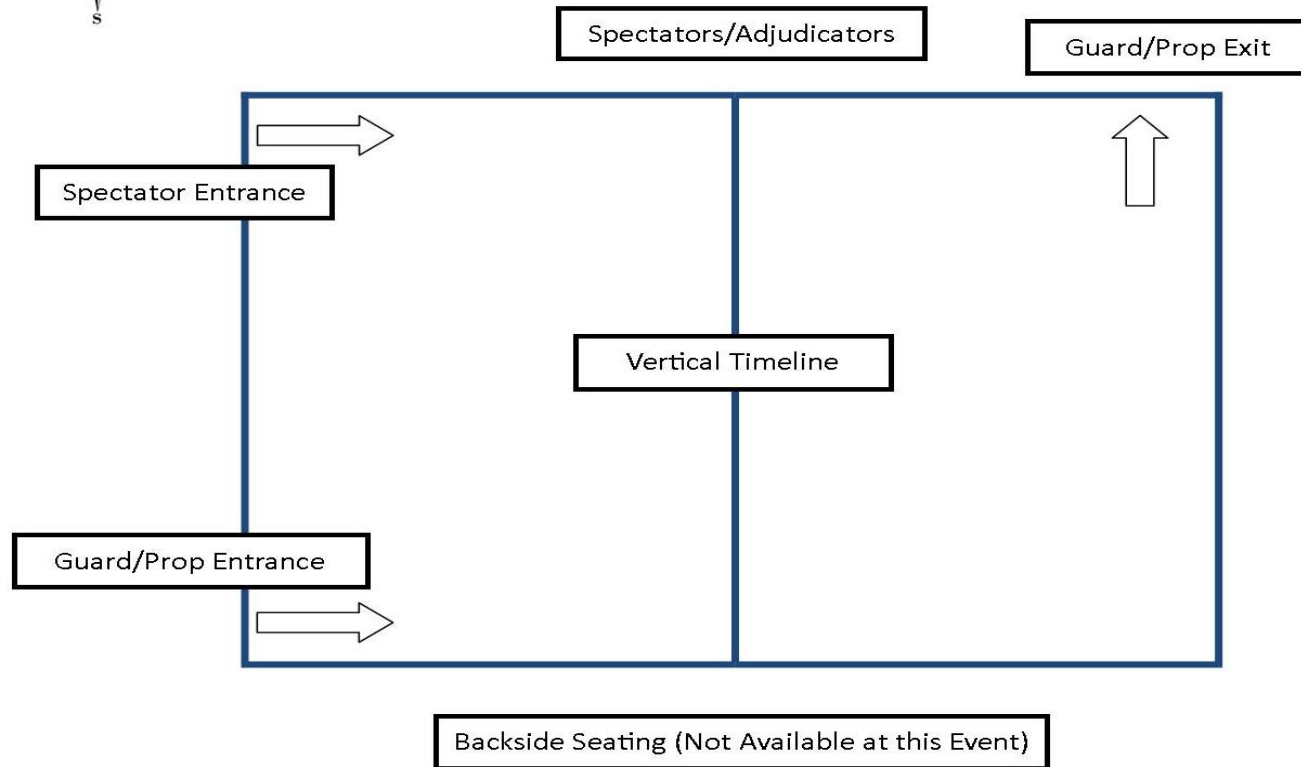 s
Spectators/Adjudicators
Guard/Prop Exit
Spectator Entrance
Vertical Timeline
Guard/Prop Entrance
Backside Seating (Not Available at this Event)